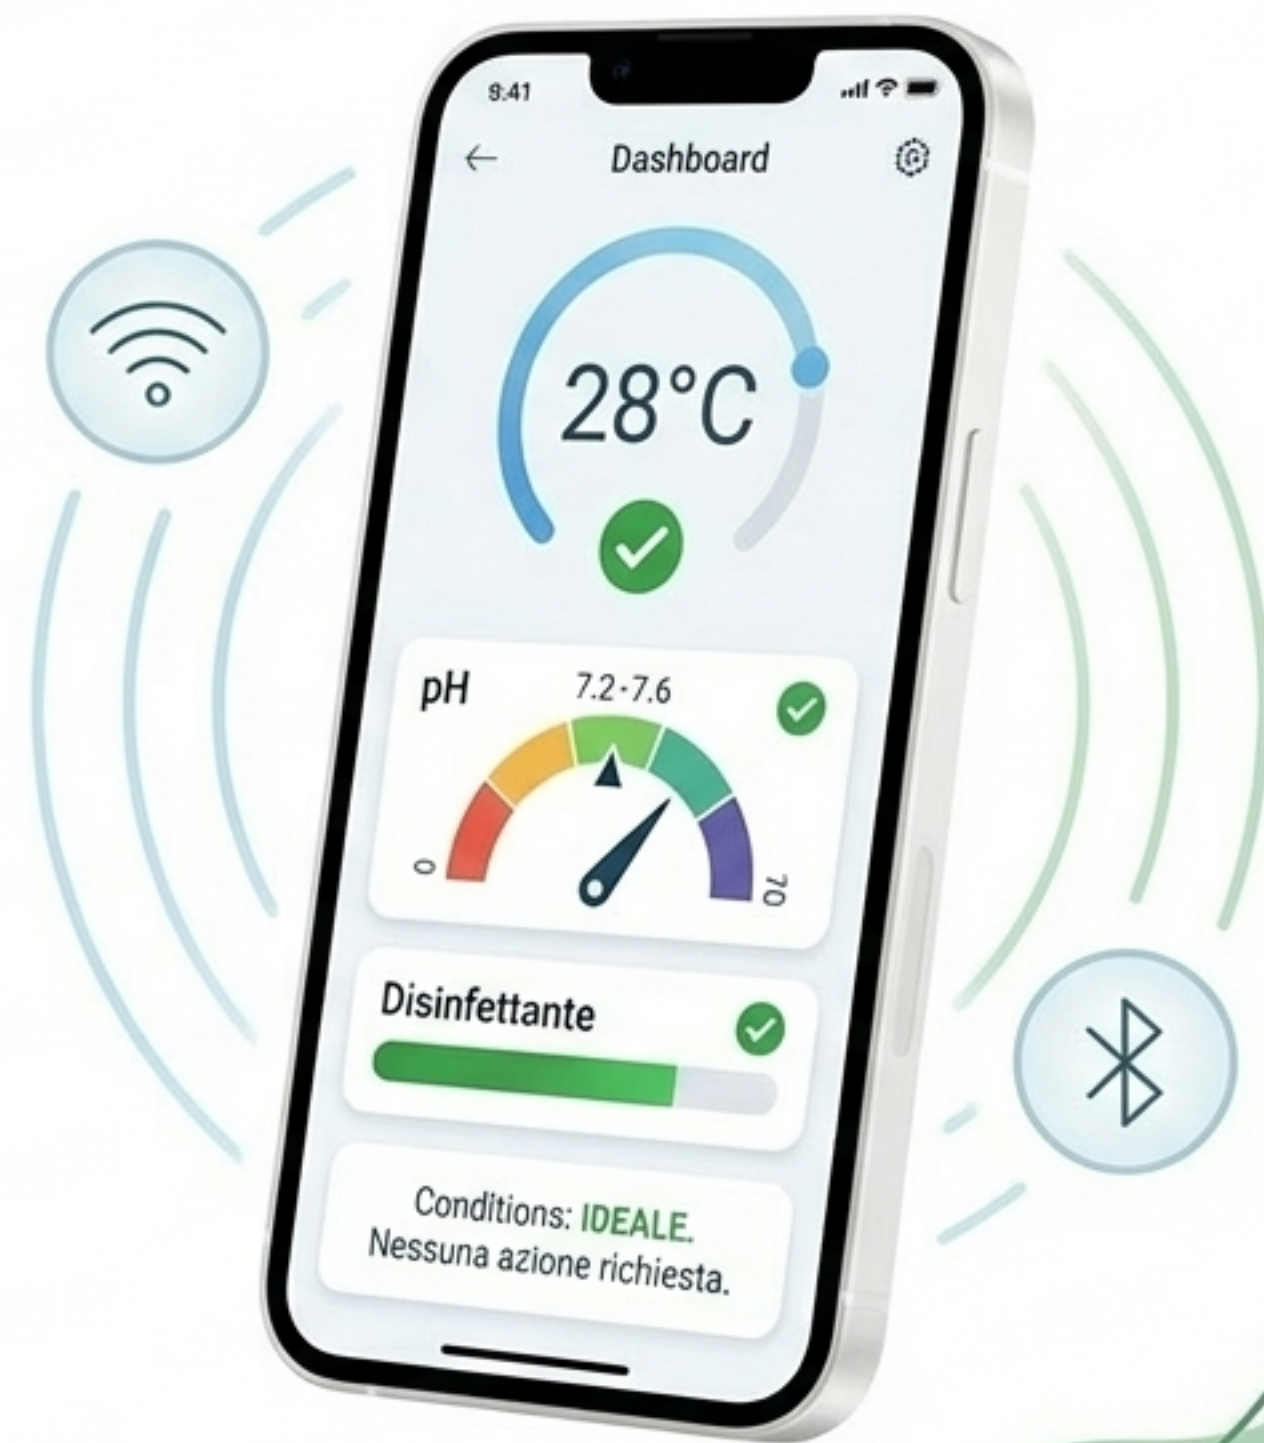 9:41
Dashboard
28°C
pH
7.2-7.6
0
70
Disinfettante
Conditions: IDEALE.
Nessuna azione richiesta.